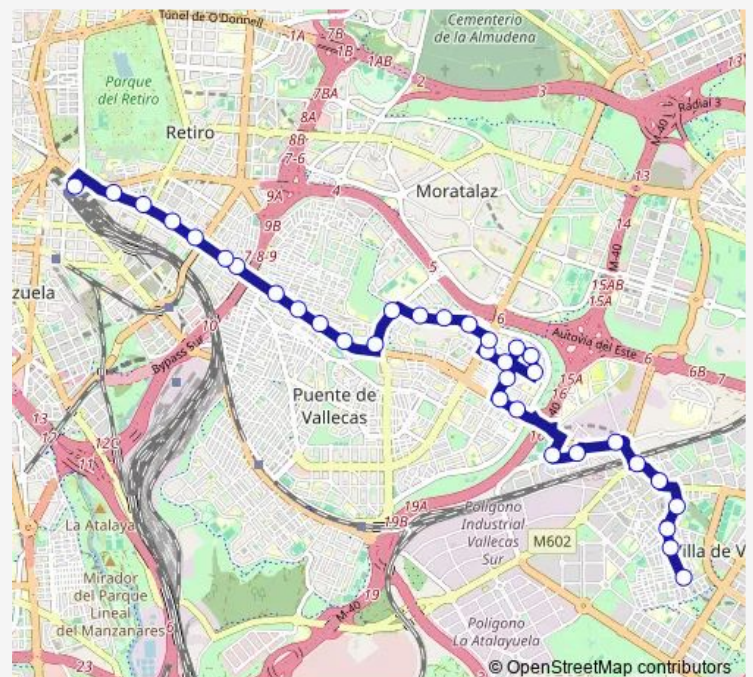 Túnel de O'Donnell
Cementerio
de la Almudena
1A
7B
1B
1AB
2
3
13
Parque
del Retiro
7BA
8A
Radial 3
M-40
Retiro
7-6
9A
4
13
Moratalaz
9B
14
7-8-9
5
M-40
zuela
15AB
15A
10
6
Autovía del Este
6
6B
7
Bypass Sur
15A
16
Puente de
Vallecas
40
13
12
12C
11
19A
La Atalaya
19B
Polígono
Industrial
Vallecas
Sur
M602
Villa de V
Mirador
del Parque
Lineal
del Manzanares
19
M-40
6
Polígono
La Atalayuela
23
© OpenStreetMap contributors